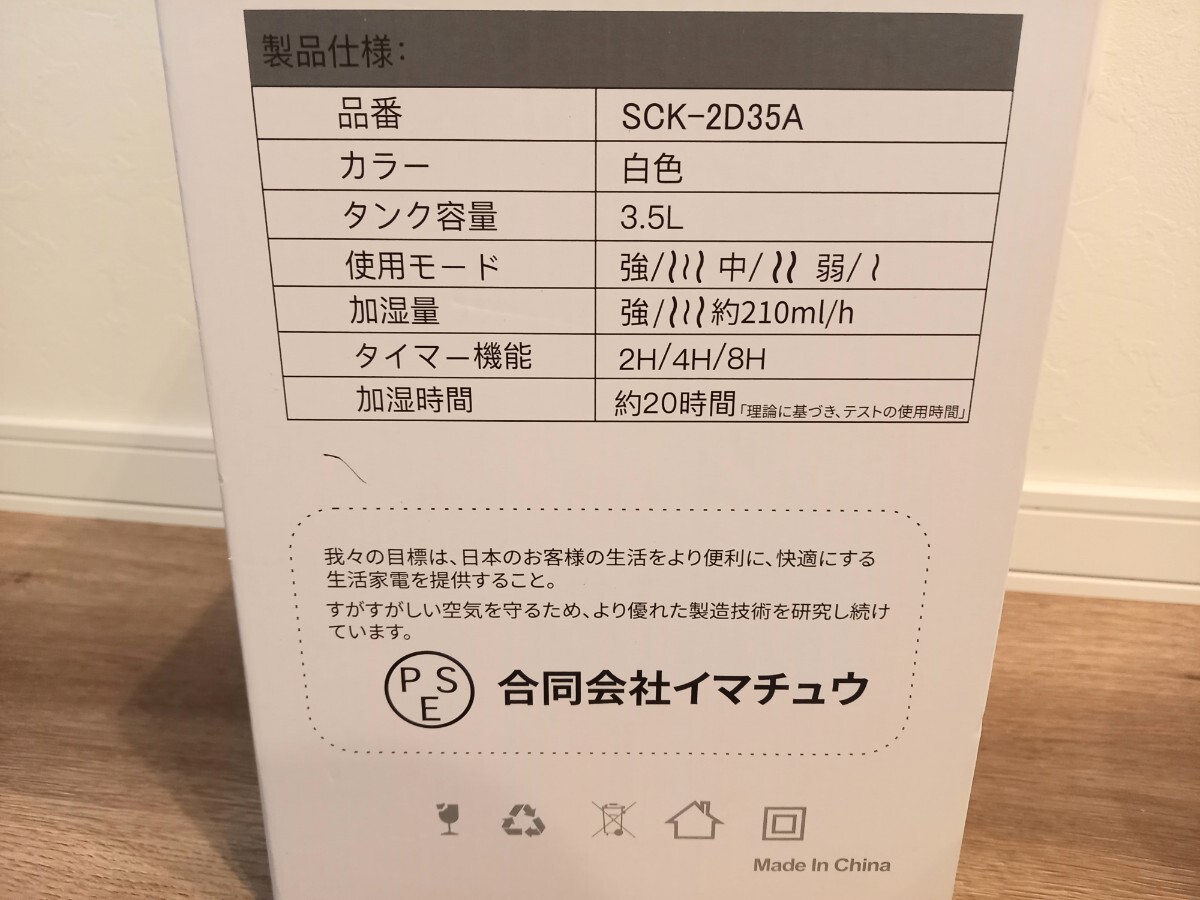 製品仕様:
品番 SCK-2D35A
カラー 白色
タンク容量 3.5L
使用モード 強/ 中/ 弱/
加湿量 強/ 約210ml/h
タイマー機能 2H/4H/8H
加湿時間 約20時間「理論に基づき、テストの使用時間」
我々の目標は、日本のお客様の生活をより便利に、快適にする
生活家電を提供すること。
すがすがしい空気を守るため、より優れた製造技術を研究し続け
ています。
PSE 合同会社イマチュウ
Made In China